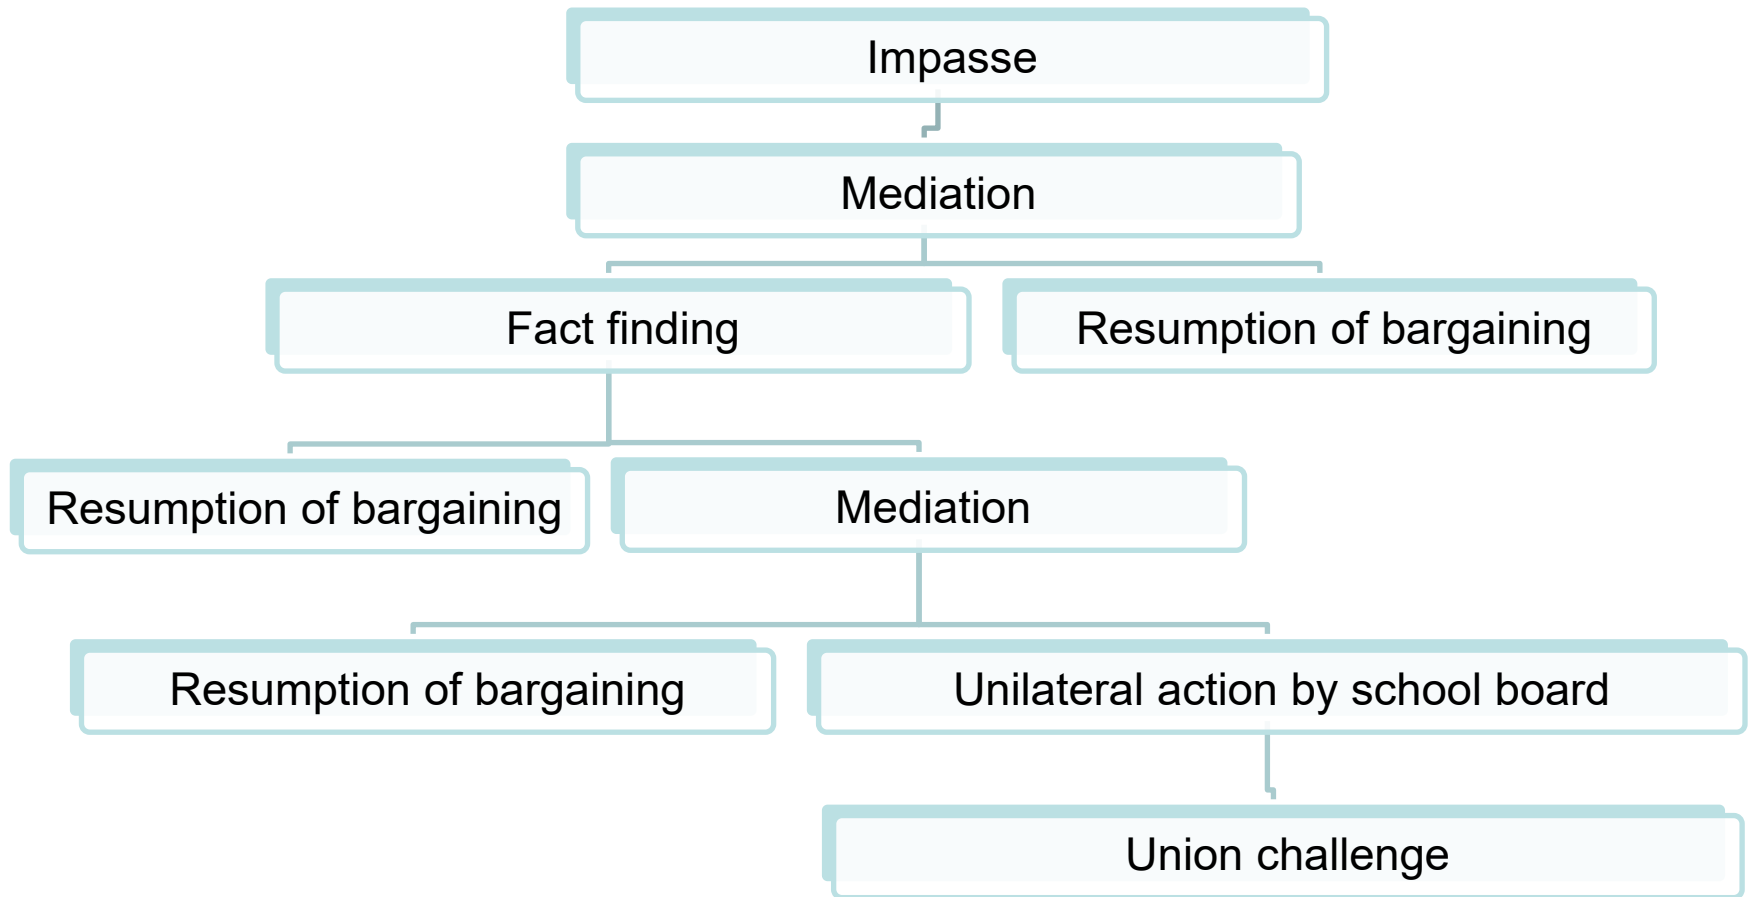 Impasse
Mediation
Fact finding
Resumption of bargaining
Resumption of bargaining
Mediation
Resumption of bargaining
Unilateral action by school board
Union challenge